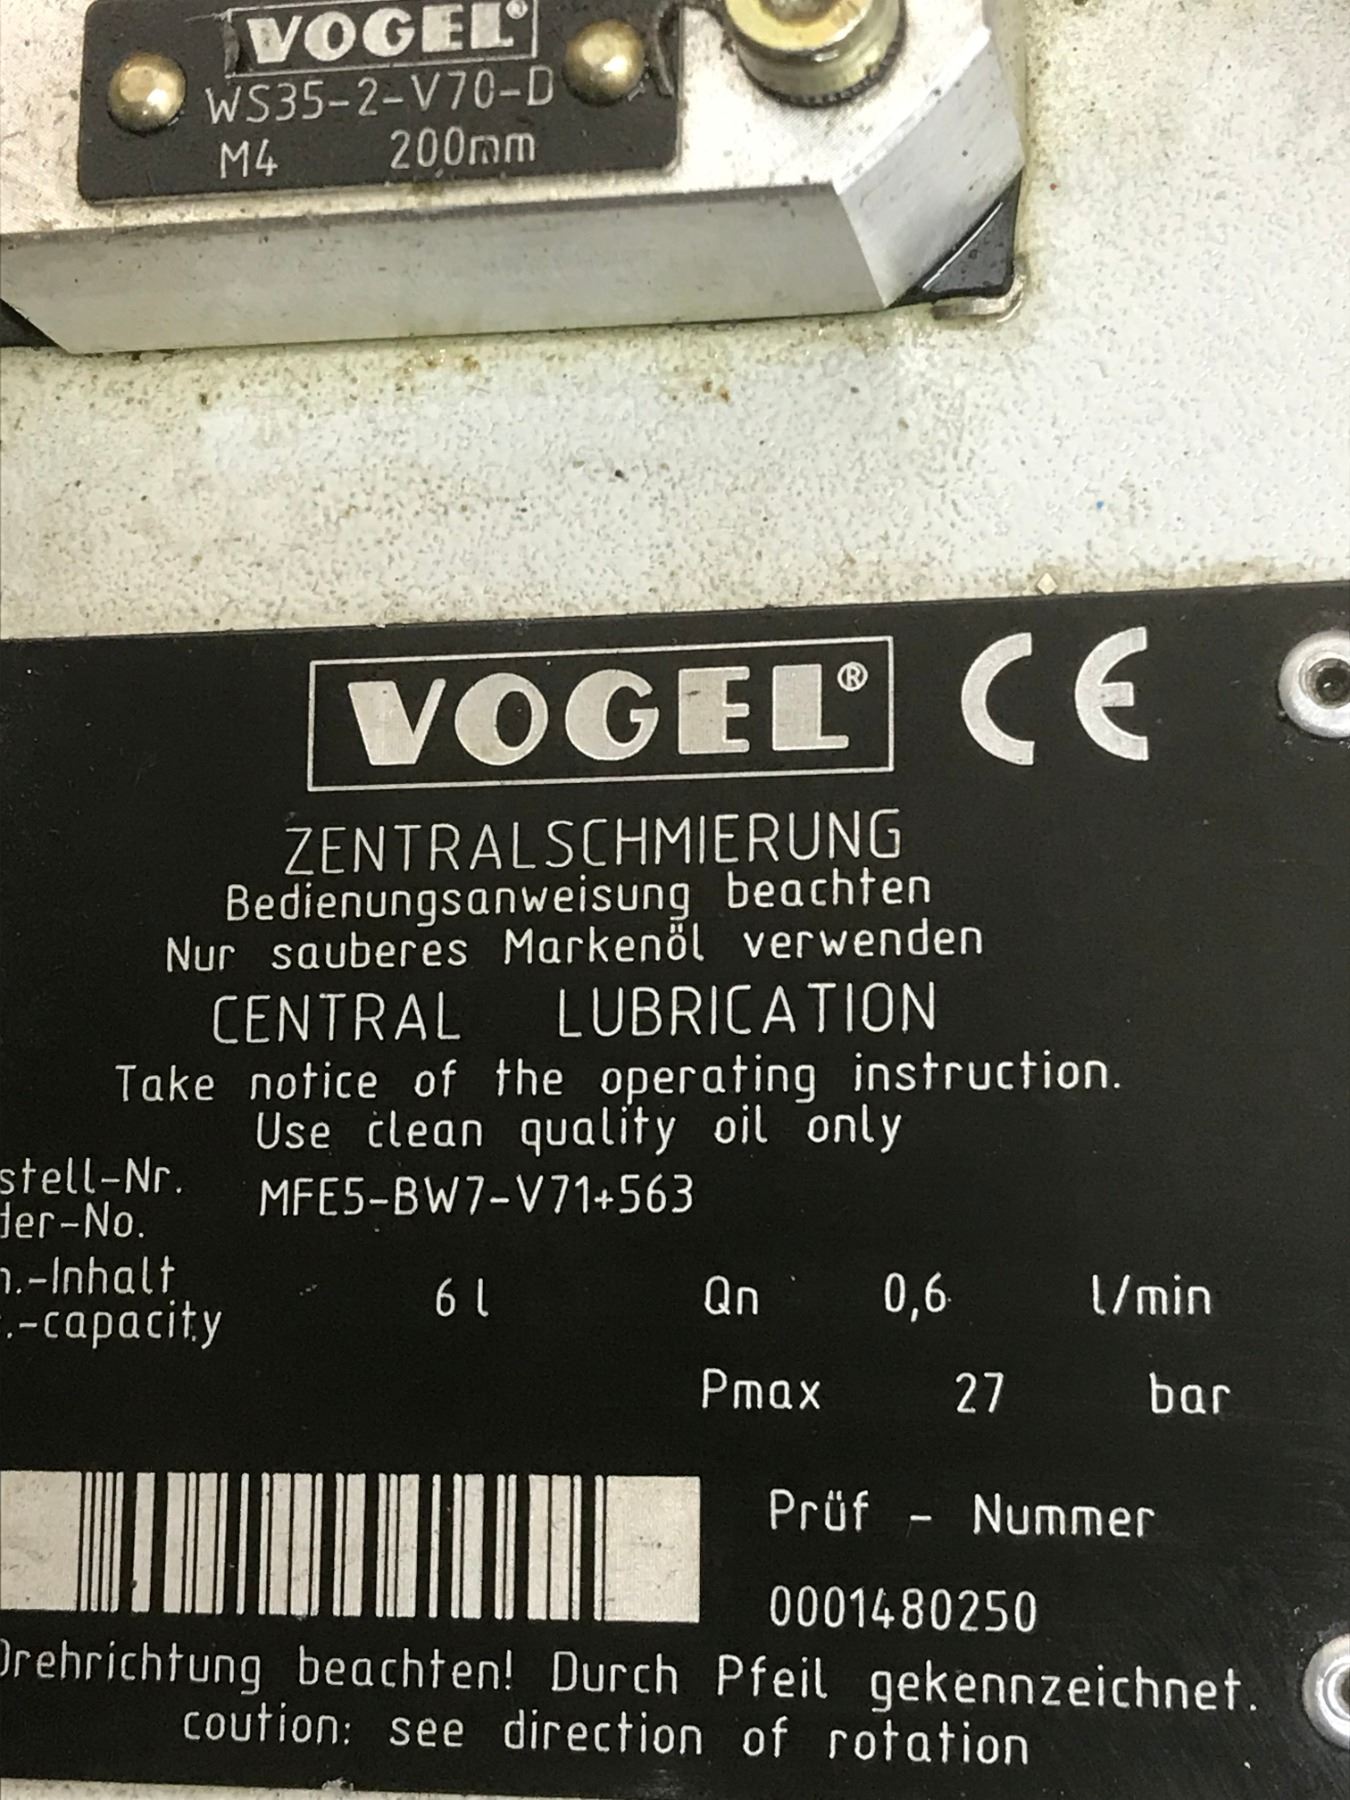 VOGEL®
WS35-2-V70-D
M4 200mm
VOGEL® CE
ZENTRALSCHMIERUNG
Bedienungsanweisung beachten
Nur sauberes Markenöl verwenden
CENTRAL LUBRICATION
Take notice of the operating instruction.
Use clean quality oil only
stell-Nr. MFE5-BW7-V71+563
der-No.
.-Inhalt 6 l Qn 0,6 l/min
.-capacity
Pmax 27 bar
Prüf - Nummer
0001480250
Drehrichtung beachten! Durch Pfeil gekennzeichnet.
coution: see direction of rotation